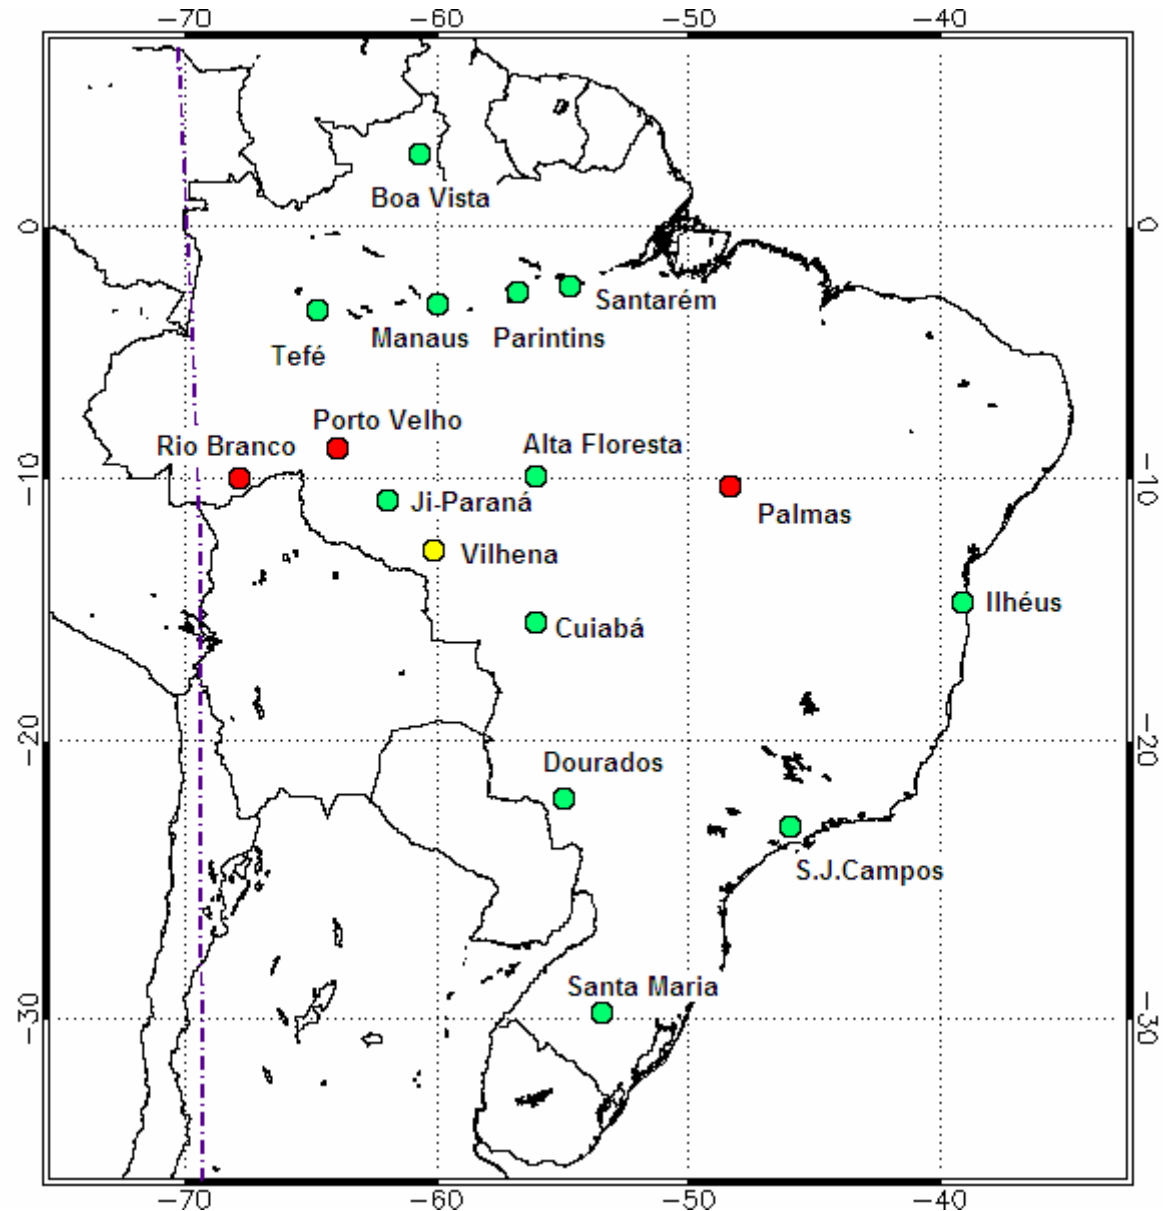 −70 −60 −50 −40
Boa Vista
0 0
Santarém
Manaus Parintins
Tefé
Porto Velho
Rio Branco Alta Floresta
−10 −10
Ji-Paraná Palmas
Vilhena
Ilhéus
Cuiabá
−20 −20
Dourados
S.J.Campos
Santa Maria
−30 −30
−70 −60 −50 −40